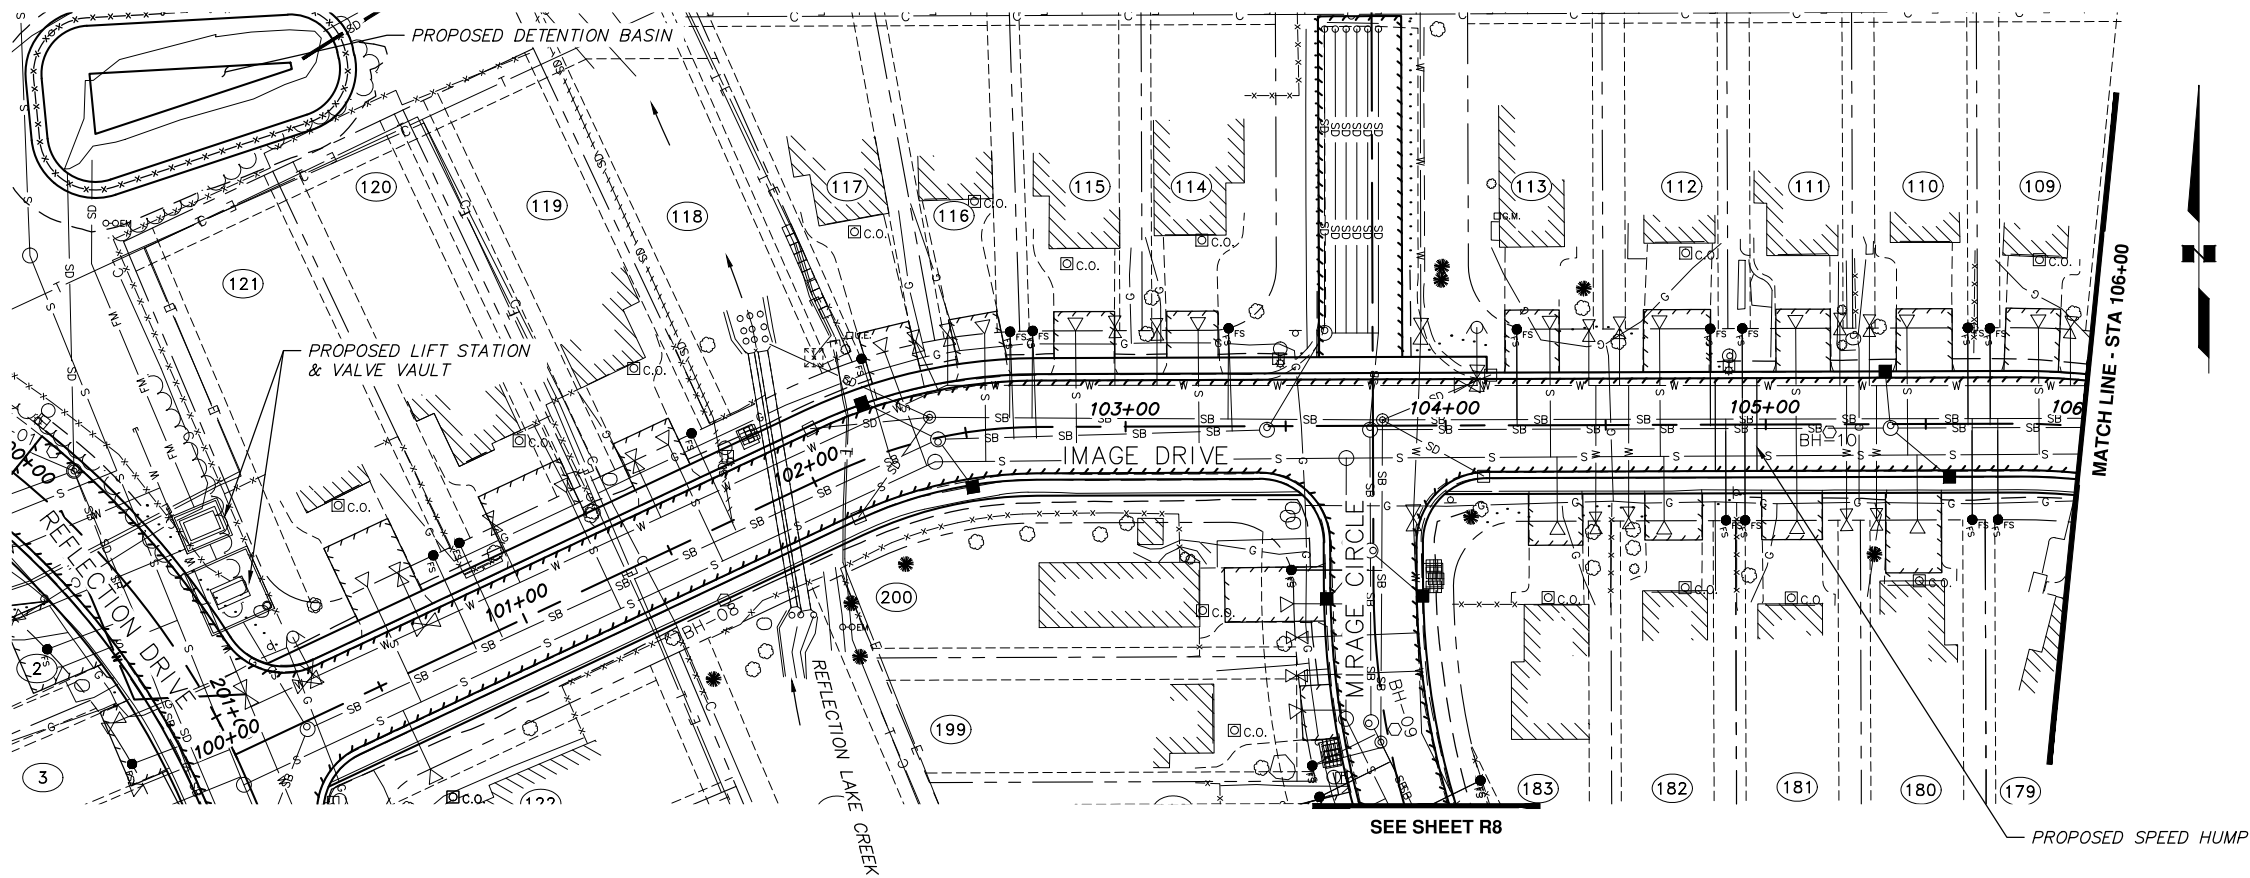 PROPOSED DETENTION BASIN
120
119
118
117
116
115
114
113
112
111
110
109
121
C.O.
C.O.
C.O.
C.O.
C.O.
C.O.
G.M.
PROPOSED LIFT STATION
& VALVE VAULT
MATCH LINE - STA 106+00
N
103+00
104+00
105+00
106
IMAGE DRIVE
BH-10
102+00
101+00
REFLECTION DRIVE
201+00
100+00
BH-08
200
199
MIRAGE CIRCLE
BH-09
REFLECTION LAKE CREEK
C.O.
C.O.
C.O.
C.O.
C.O.
C.O.
C.O.
C.O.
C.O.
2
3
122
183
182
181
180
179
SEE SHEET R8
PROPOSED SPEED HUMP